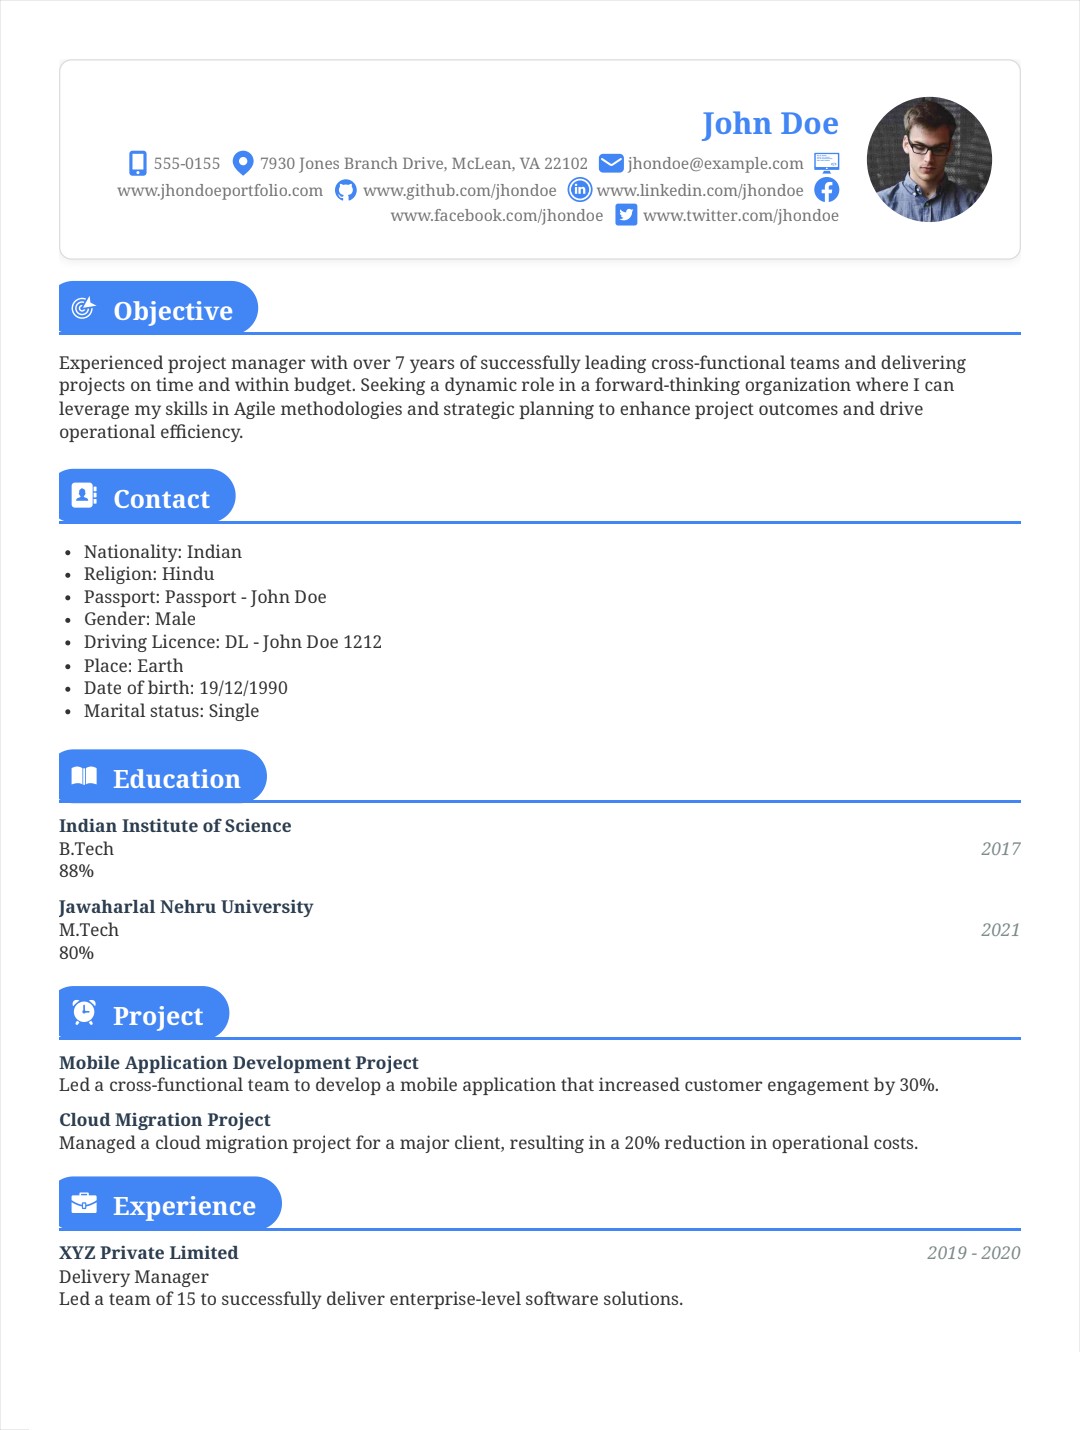 John Doe
555-0155 7930 Jones Branch Drive, McLean, VA 22102 jhondoe@example.com
www.jhondoeportfolio.com www.github.com/jhondoe www.linkedin.com/jhondoe
www.facebook.com/jhondoe www.twitter.com/jhondoe
Objective
Experienced project manager with over 7 years of successfully leading cross-functional teams and delivering
projects on time and within budget. Seeking a dynamic role in a forward-thinking organization where I can
leverage my skills in Agile methodologies and strategic planning to enhance project outcomes and drive
operational efficiency.
Contact
• Nationality: Indian
• Religion: Hindu
• Passport: Passport - John Doe
• Gender: Male
• Driving Licence: DL - John Doe 1212
• Place: Earth
• Date of birth: 19/12/1990
• Marital status: Single
Education
Indian Institute of Science
B.Tech 2017
88%
Jawaharlal Nehru University
M.Tech 2021
80%
Project
Mobile Application Development Project
Led a cross-functional team to develop a mobile application that increased customer engagement by 30%.
Cloud Migration Project
Managed a cloud migration project for a major client, resulting in a 20% reduction in operational costs.
Experience
XYZ Private Limited 2019 - 2020
Delivery Manager
Led a team of 15 to successfully deliver enterprise-level software solutions.